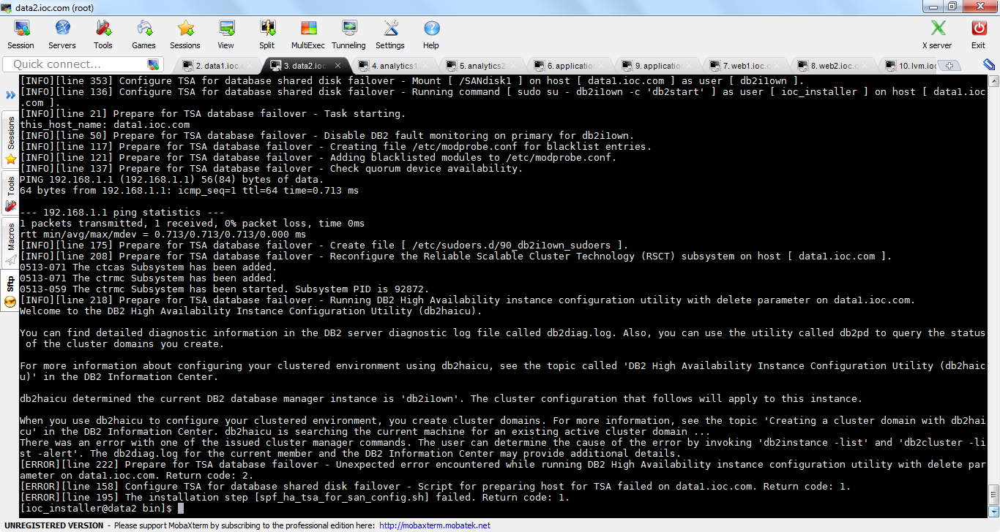 data2.ioc.com (root)
Session Servers Tools Games Sessions View Split MultiExec Tunneling Settings Help X server Exit
Quick connect...
2. data1.ioc.c
3. data2.ioc
4. analytics1
5. analytics2
6. application
9. application
7. web1.ioc.c
8. web2.ioc.c
10. lvm.ioc
Sessions
Tools
Macros
Sftp
[INFO][line 353] Configure TSA for database shared disk failover - Mount [ /SANdisk1 ] on host [ data1.ioc.com ] as user [ db2i1own ].
[INFO][line 136] Configure TSA for database shared disk failover - Running command [ sudo su - db2i1own -c 'db2start' ] as user [ ioc_installer ] on host [ data1.ioc
.com ].
[INFO][line 21] Prepare for TSA database failover - Task starting.
this_host_name: data1.ioc.com
[INFO][line 50] Prepare for TSA database failover - Disable DB2 fault monitoring on primary for db2i1own.
[INFO][line 117] Prepare for TSA database failover - Creating file /etc/modprobe.conf for blacklist entries.
[INFO][line 121] Prepare for TSA database failover - Adding blacklisted modules to /etc/modprobe.conf.
[INFO][line 137] Prepare for TSA database failover - Check quorum device availability.
PING 192.168.1.1 (192.168.1.1) 56(84) bytes of data.
64 bytes from 192.168.1.1: icmp_seq=1 ttl=64 time=0.713 ms
--- 192.168.1.1 ping statistics ---
1 packets transmitted, 1 received, 0% packet loss, time 0ms
rtt min/avg/max/mdev = 0.713/0.713/0.713/0.000 ms
[INFO][line 175] Prepare for TSA database failover - Create file [ /etc/sudoers.d/90_db2i1own_sudoers ].
[INFO][line 208] Prepare for TSA database failover - Reconfigure the Reliable Scalable Cluster Technology (RSCT) subsystem on host [ data1.ioc.com ].
0513-071 The ctcas Subsystem has been added.
0513-071 The ctrmc Subsystem has been added.
0513-059 The ctrmc Subsystem has been started. Subsystem PID is 92872.
[INFO][line 218] Prepare for TSA database failover - Running DB2 High Availability instance configuration utility with delete parameter on data1.ioc.com.
Welcome to the DB2 High Availability Instance Configuration Utility (db2haicu).
You can find detailed diagnostic information in the DB2 server diagnostic log file called db2diag.log. Also, you can use the utility called db2pd to query the status
of the cluster domains you create.
For more information about configuring your clustered environment using db2haicu, see the topic called 'DB2 High Availability Instance Configuration Utility (db2haic
u)' in the DB2 Information Center.
db2haicu determined the current DB2 database manager instance is 'db2i1own'. The cluster configuration that follows will apply to this instance.
When you use db2haicu to configure your clustered environment, you create cluster domains. For more information, see the topic 'Creating a cluster domain with db2hai
cu' in the DB2 Information Center. db2haicu is searching the current machine for an existing active cluster domain ...
There was an error with one of the issued cluster manager commands. The user can determine the cause of the error by invoking 'db2instance -list' and 'db2cluster -li
st -alert'. The db2diag.log for the current member and the DB2 Information Center may provide additional details.
[ERROR][line 222] Prepare for TSA database failover - Unexpected error encountered while running DB2 High Availability instance configuration utility with delete par
ameter on data1.ioc.com. Return code: 2.
[ERROR][line 158] Configure TSA for database shared disk failover - Script for preparing host for TSA failed on data1.ioc.com. Return code: 1.
[ERROR][line 195] The installation step [spf_ha_tsa_for_san_config.sh] failed. Return code: 1.
[ioc_installer@data2 bin]$
UNREGISTERED VERSION - Please support MobaXterm by subscribing to the professional edition here: http://mobaxterm.mobatek.net